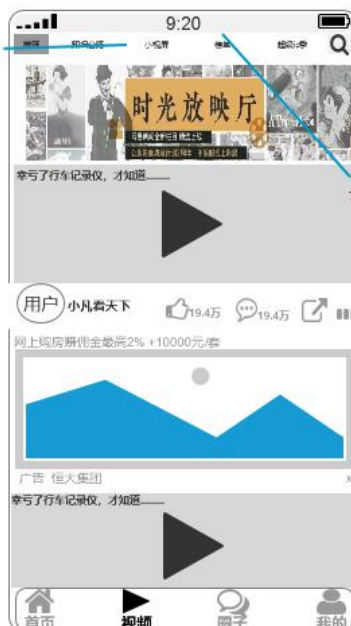 9:20
推荐 小视屏 榜单
时光放映厅
幸亏了行车记录仪，才知道......
用户 小凡看天下 19.4万 19.4万
网上购房赚佣金最高2% +10000元/套
广告 恒大集团
幸亏了行车记录仪，才知道......
首页 视频 圈子 我的